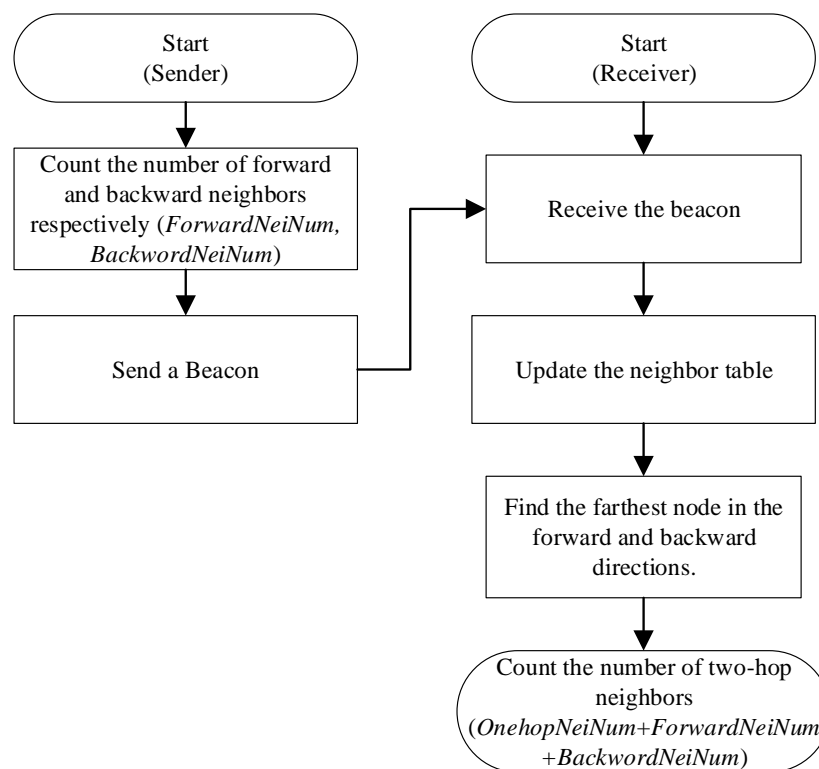 Start
(Sender)
Count the number of forward
and backward neighbors
respectively (ForwardNeiNum,
BackwordNeiNum)
Send a Beacon
Start
(Receiver)
Receive the beacon
Update the neighbor table
Find the farthest node in the
forward and backward
directions.
Count the number of two-hop
neighbors
(OnehopNeiNum+ForwardNeiNum
+BackwordNeiNum)